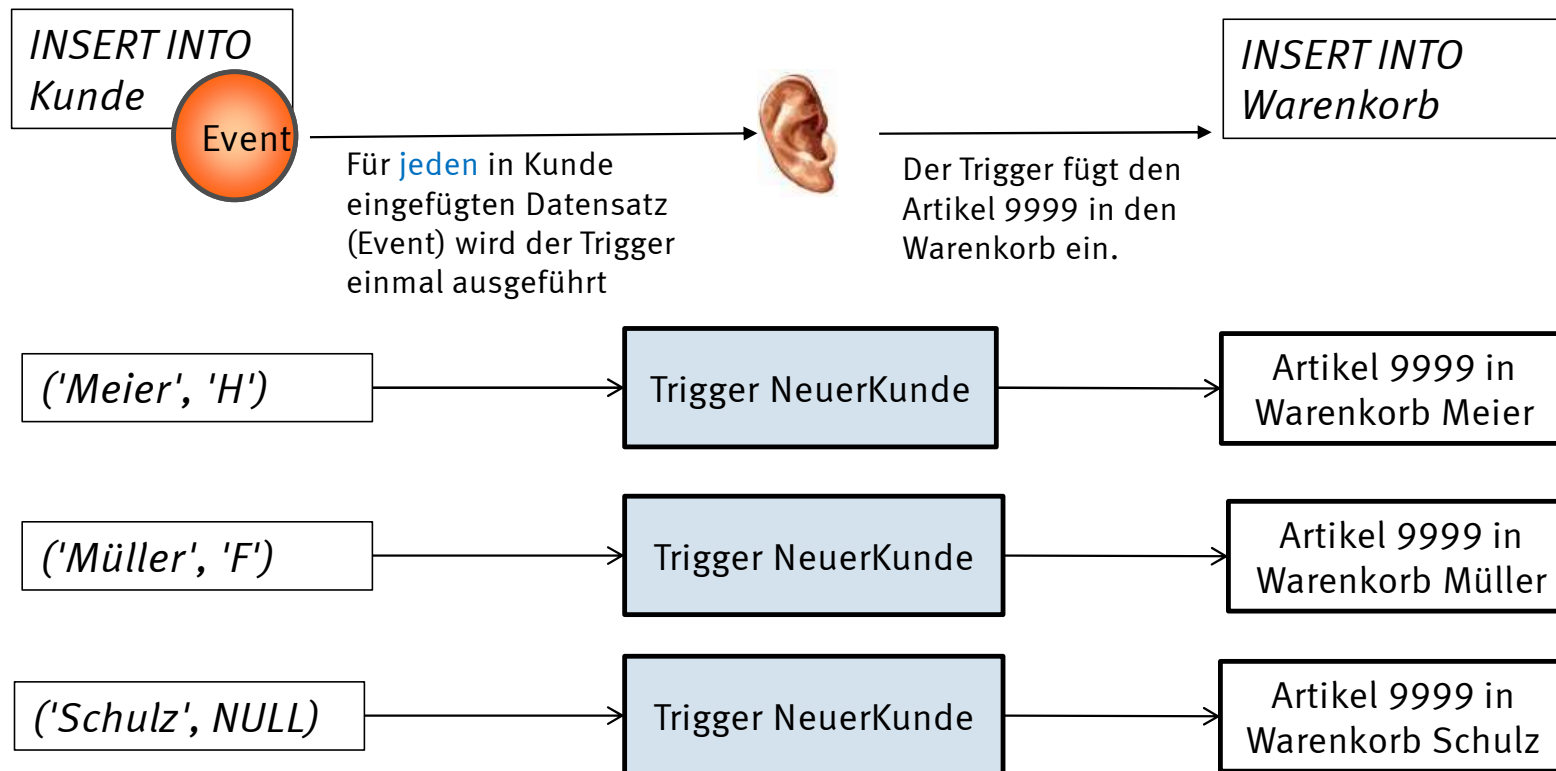 INSERT INTO
Kunde
Event
Für jeden in Kunde
eingefügten Datensatz
(Event) wird der Trigger
einmal ausgeführt
Der Trigger fügt den
Artikel 9999 in den
Warenkorb ein.
INSERT INTO
Warenkorb
('Meier', 'H')
Trigger NeuerKunde
Artikel 9999 in
Warenkorb Meier
('Müller', 'F')
Trigger NeuerKunde
Artikel 9999 in
Warenkorb Müller
('Schulz', NULL)
Trigger NeuerKunde
Artikel 9999 in
Warenkorb Schulz